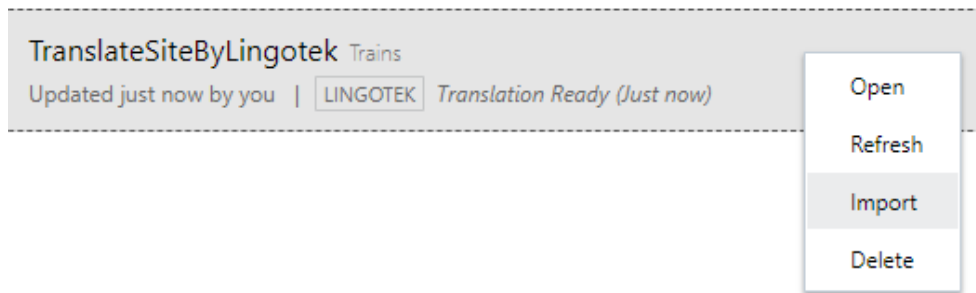 TranslateSiteByLingotek Trains
Updated just now by you | LINGOTEK Translation Ready (Just now)
Open
Refresh
Import
Delete